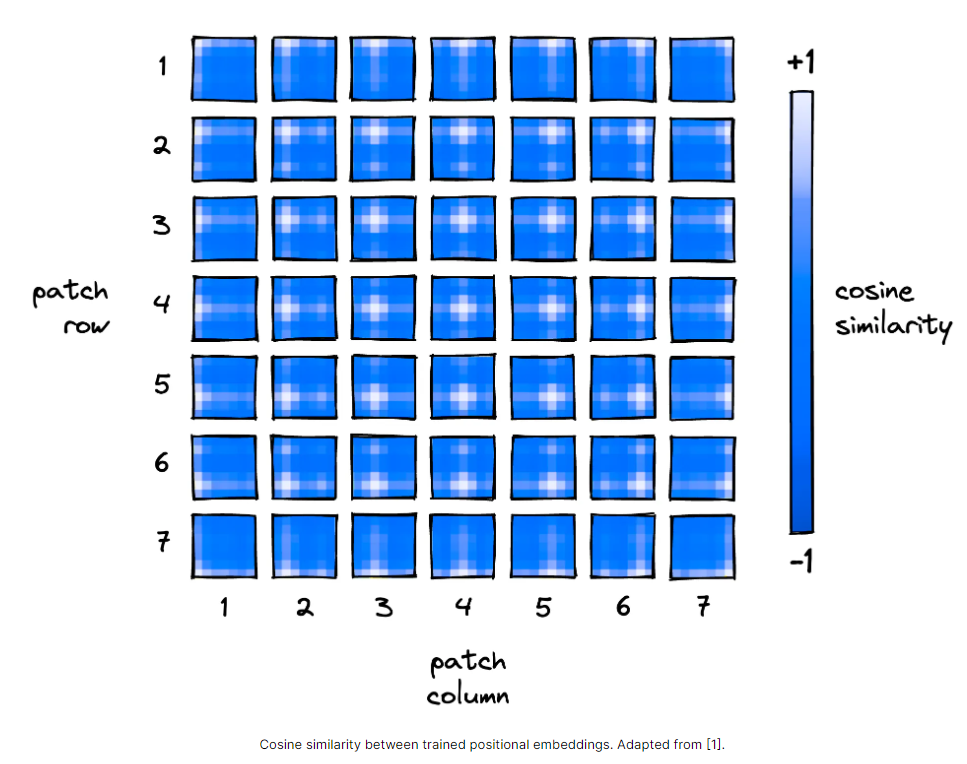 1
2
3
4
5
6
7
patch
row
1 2 3 4 5 6 7
patch
column
+1
cosine
similarity
-1
Cosine similarity between trained positional embeddings. Adapted from [1].